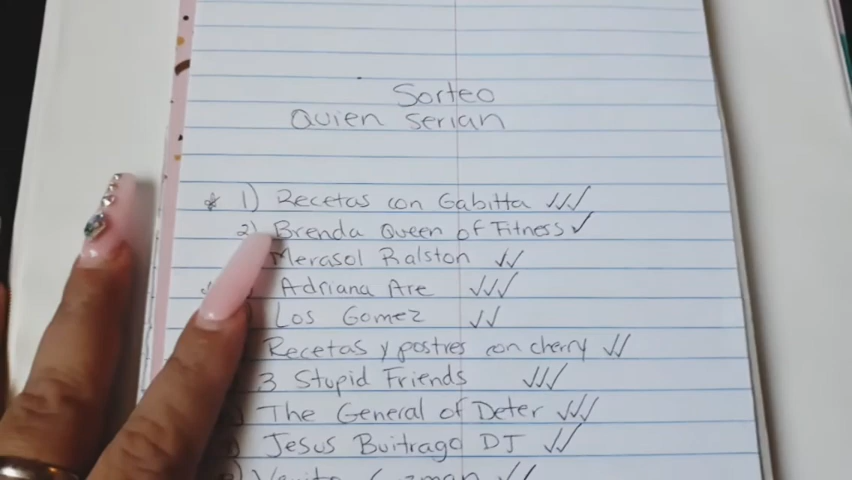 Sorteo
Quien serian
* 1) Recetas con Gabitta ✓✓✓
2) Brenda Queen of Fitness ✓
Merasol Ralston ✓✓
Adriana Are ✓✓✓
Los Gomez ✓✓
Recetas y postres con cherry ✓✓
3 Stupid Friends ✓✓✓
The General of Deter ✓✓✓
Jesus Buitrago DJ ✓✓